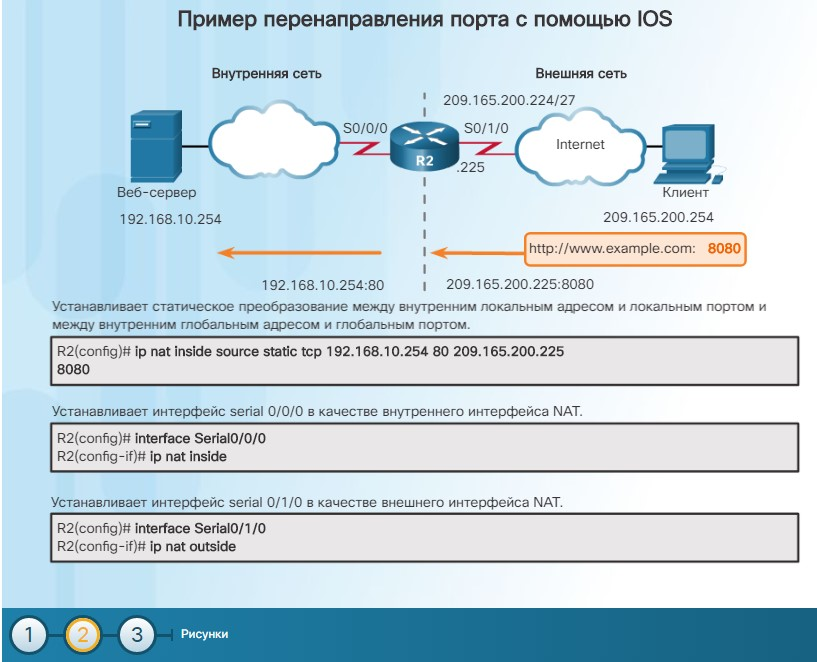 Пример перенаправления порта с помощью IOS
Внутренняя сеть
Внешняя сеть
209.165.200.224/27
S0/0/0
S0/1/0
Internet
R2
.225
Веб-сервер
Клиент
192.168.10.254
209.165.200.254
http://www.example.com: 8080
192.168.10.254:80
209.165.200.225:8080
Устанавливает статическое преобразование между внутренним локальным адресом и локальным портом и
между внутренним глобальным адресом и глобальным портом.
R2(config)# ip nat inside source static tcp 192.168.10.254 80 209.165.200.225
8080
Устанавливает интерфейс serial 0/0/0 в качестве внутреннего интерфейса NAT.
R2(config)# interface Serial0/0/0
R2(config-if)# ip nat inside
Устанавливает интерфейс serial 0/1/0 в качестве внешнего интерфейса NAT.
R2(config)# interface Serial0/1/0
R2(config-if)# ip nat outside
1 2 3 Рисунки